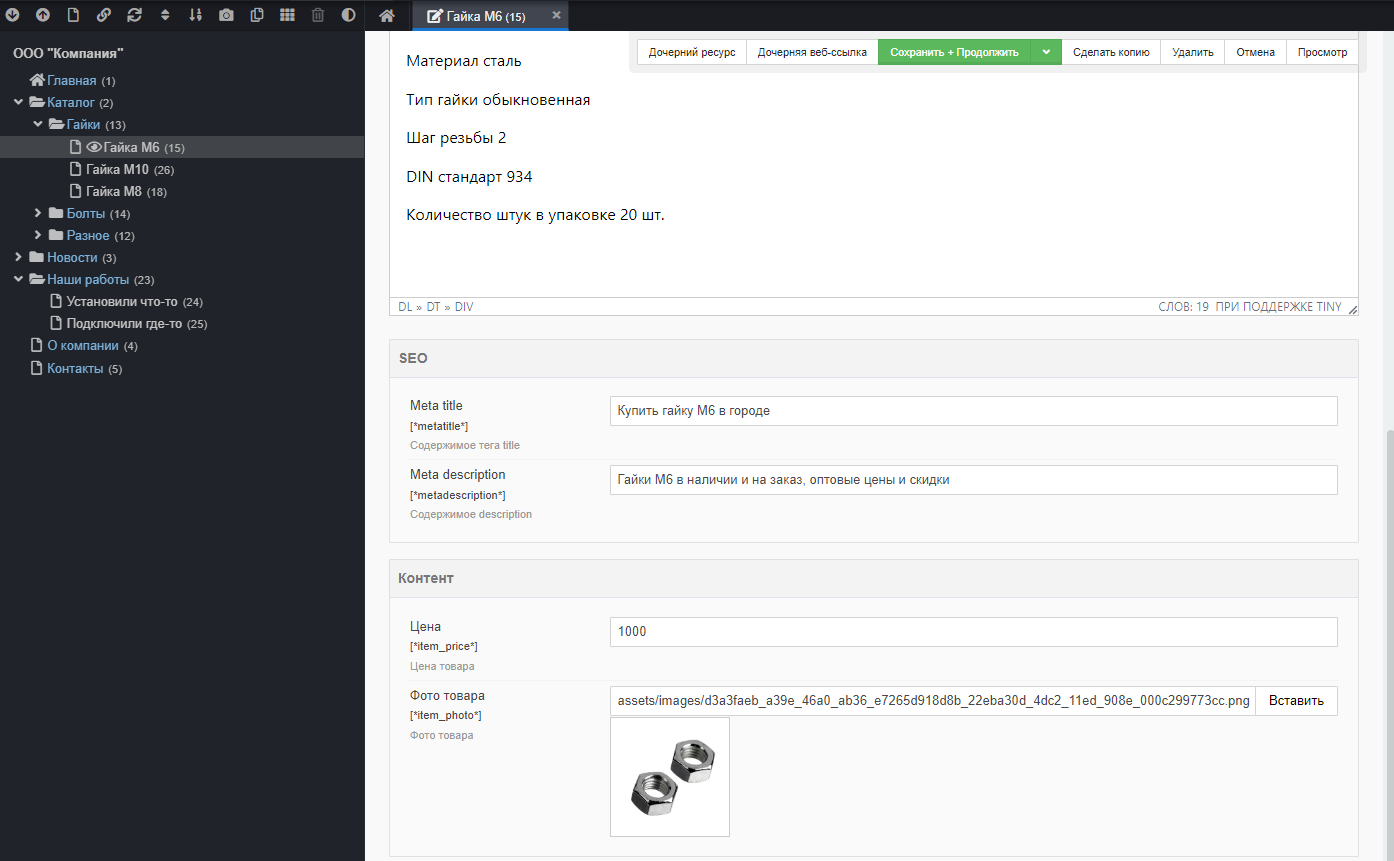 Гайка М6 (15)
ООО "Компания"
Главная (1)
Каталог (2)
Гайки (13)
Гайка М6 (15)
Гайка М10 (26)
Гайка М8 (18)
Болты (14)
Разное (12)
Новости (3)
Наши работы (23)
Установили что-то (24)
Подключили где-то (25)
О компании (4)
Контакты (5)
Дочерний ресурс Дочерняя веб-ссылка Сохранить + Продолжить Сделать копию Удалить Отмена Просмотр
Материал сталь
Тип гайки обыкновенная
Шаг резьбы 2
DIN стандарт 934
Количество штук в упаковке 20 шт.
DL » DT » DIV СЛОВ: 19 ПРИ ПОДДЕРЖКЕ TINY
SEO
Meta title
[*metatitle*]
Содержимое тега title
Купить гайку М6 в городе
Meta description
[*metadescription*]
Содержимое description
Гайки М6 в наличии и на заказ, оптовые цены и скидки
Контент
Цена
[*item_price*]
Цена товара
1000
Фото товара
[*item_photo*]
Фото товара
assets/images/d3a3faeb_a39e_46a0_ab36_e7265d918d8b_22eba30d_4dc2_11ed_908e_000c299773cc.png Вставить